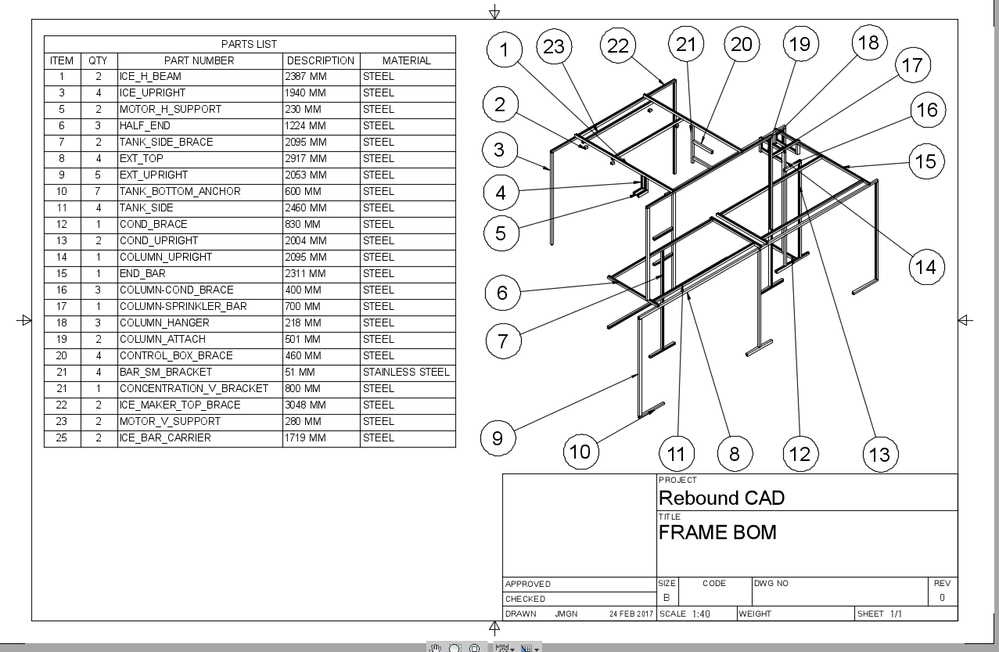 PARTS LIST
ITEM QTY PART NUMBER DESCRIPTION MATERIAL
1 2 ICE_H_BEAM 2387 MM STEEL
3 4 ICE_UPRIGHT 1940 MM STEEL
5 2 MOTOR_H_SUPPORT 230 MM STEEL
6 3 HALF_END 1224 MM STEEL
7 2 TANK_SIDE_BRACE 2095 MM STEEL
8 4 EXT_TOP 2917 MM STEEL
9 5 EXT_UPRIGHT 2053 MM STEEL
10 7 TANK_BOTTOM_ANCHOR 600 MM STEEL
11 4 TANK_SIDE 2460 MM STEEL
12 1 COND_BRACE 830 MM STEEL
13 2 COND_UPRIGHT 2004 MM STEEL
14 1 COLUMN_UPRIGHT 2095 MM STEEL
15 1 END_BAR 2311 MM STEEL
16 3 COLUMN-COND_BRACE 400 MM STEEL
17 1 COLUMN-SPRINKLER_BAR 700 MM STEEL
18 3 COLUMN_HANGER 218 MM STEEL
19 2 COLUMN_ATTACH 501 MM STEEL
20 4 CONTROL_BOX_BRACE 460 MM STEEL
21 4 BAR_SM_BRACKET 51 MM STAINLESS STEEL
21 1 CONCENTRATION_V_BRACKET 800 MM STEEL
22 2 ICE_MAKER_TOP_BRACE 3048 MM STEEL
23 2 MOTOR_V_SUPPORT 280 MM STEEL
25 2 ICE_BAR_CARRIER 1719 MM STEEL
1 23 22 21 20 19 18
17
2
16
3
15
4
5
14
6
7
9
10 11 8 12 13
PROJECT
Rebound CAD
TITLE
FRAME BOM
APPROVED
CHECKED
DRAWN JMGN 24 FEB 2017
SIZE CODE DWG NO REV
B 0
SCALE 1:40 WEIGHT SHEET 1/1